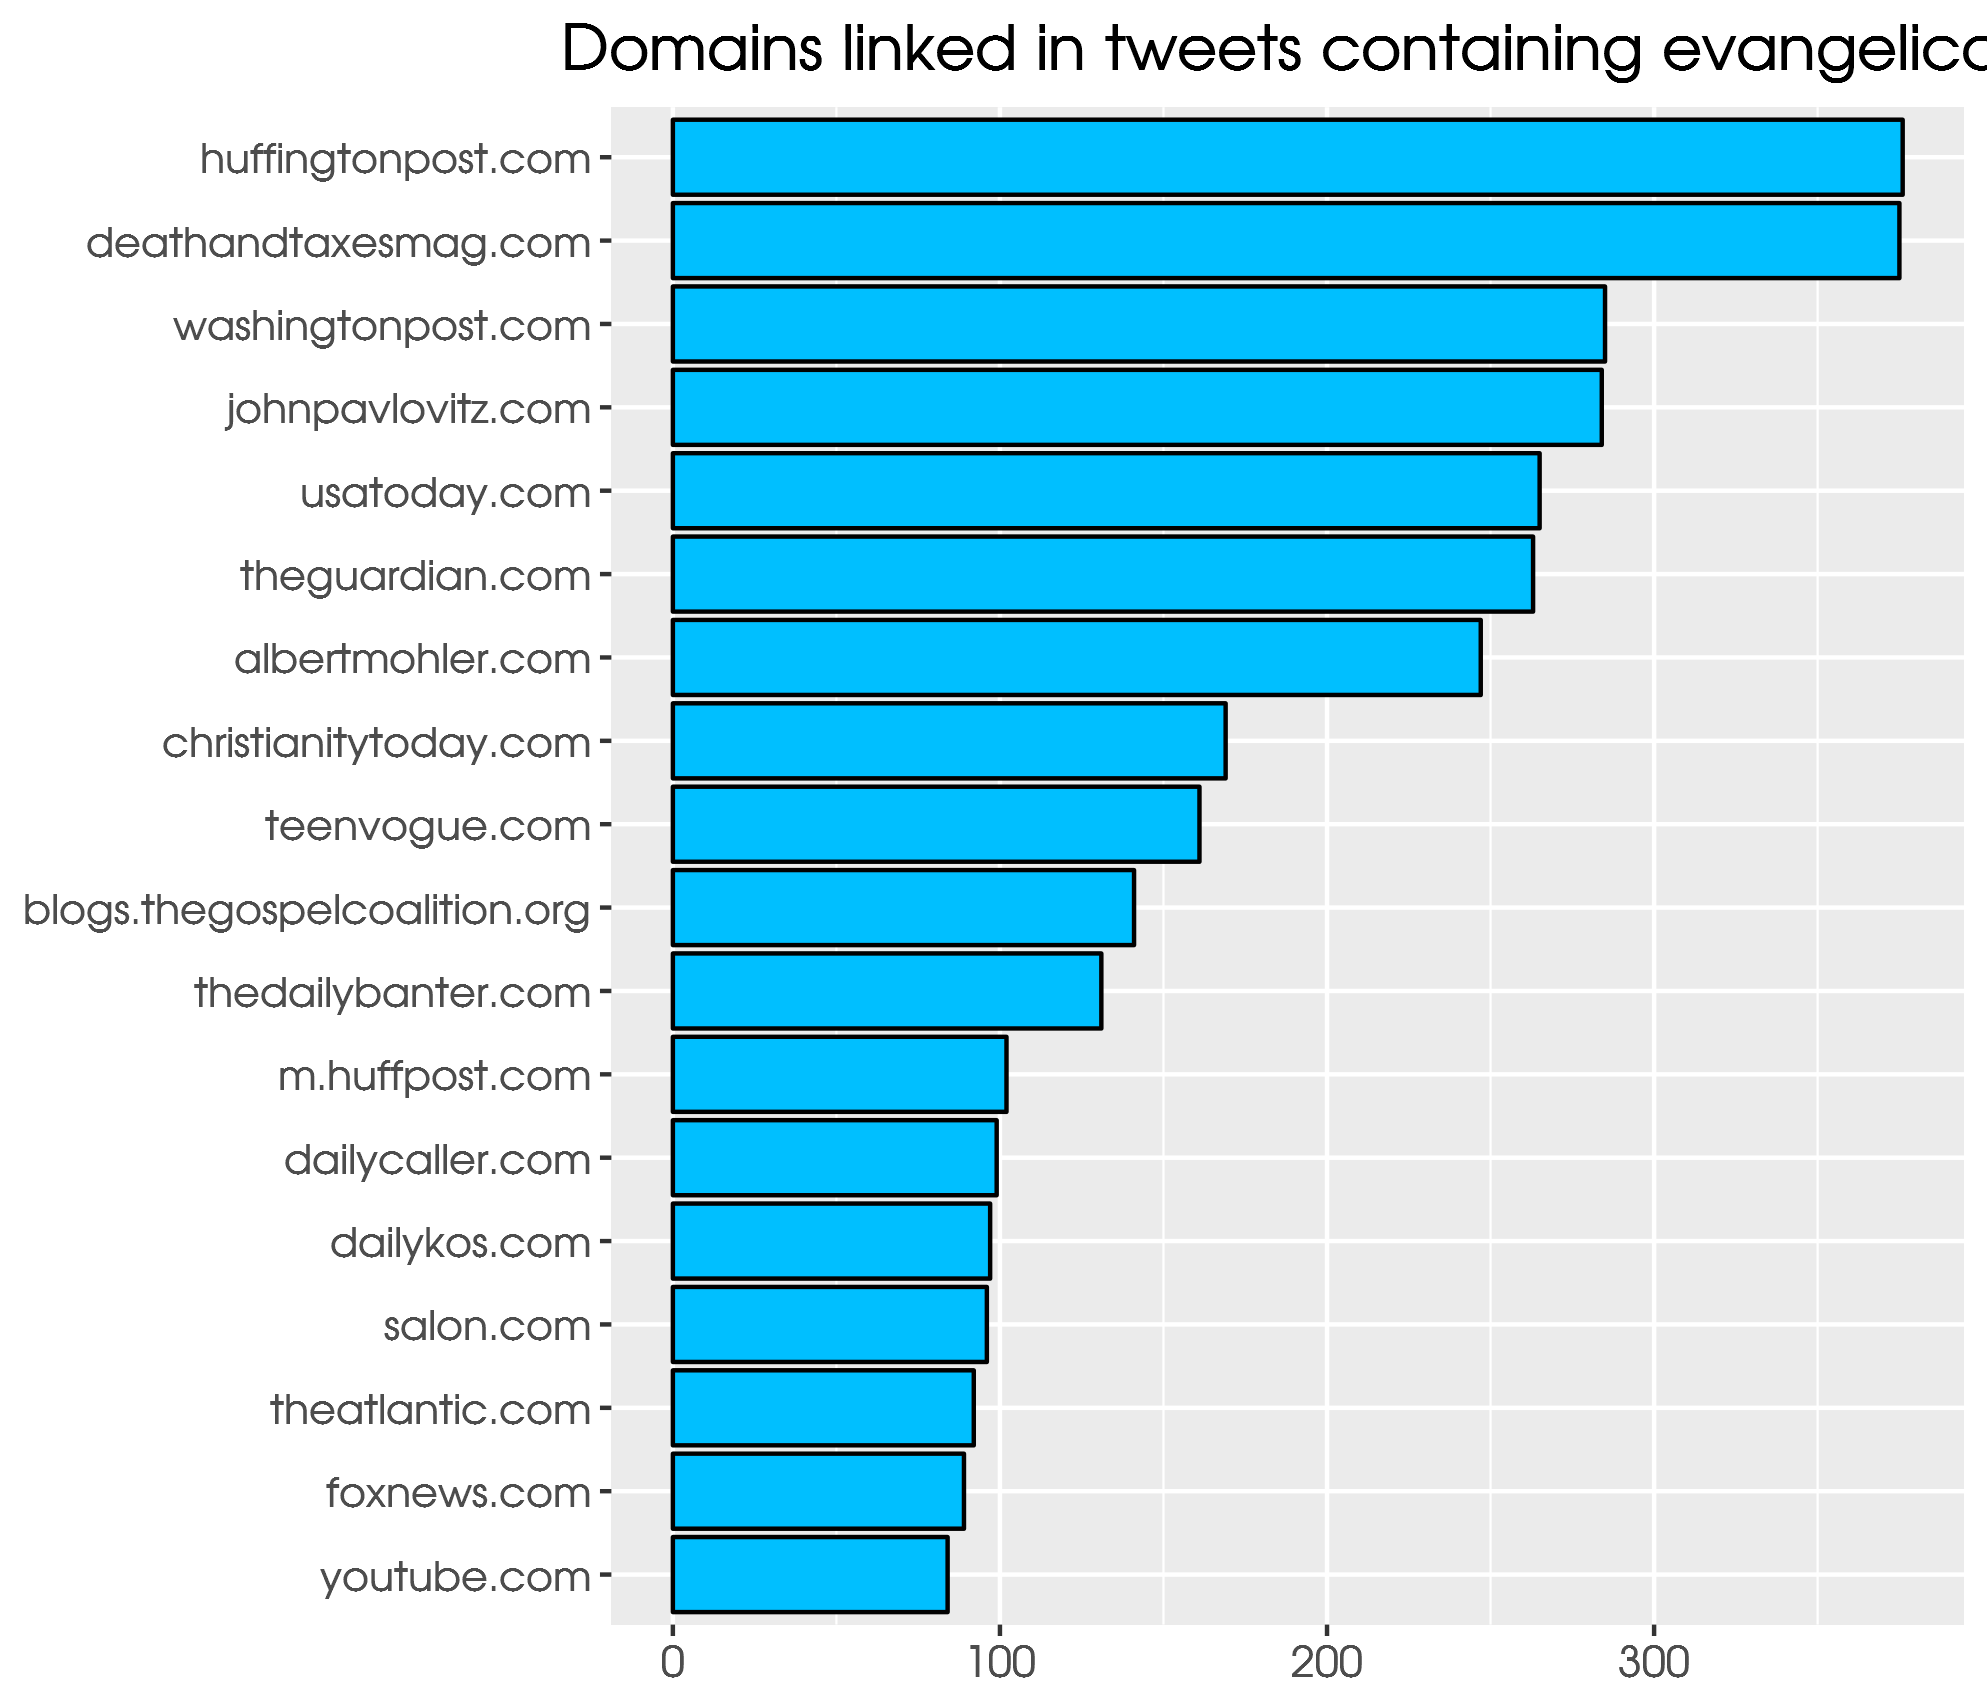 Domains linked in tweets containing evangelic
huffingtonpost.com
deathandtaxesmag.com
washingtonpost.com
johnpavlovitz.com
usatoday.com
theguardian.com
albertmohler.com
christianitytoday.com
teenvogue.com
blogs.thegospelcoalition.org
thedailybanter.com
m.huffpost.com
dailycaller.com
dailykos.com
salon.com
theatlantic.com
foxnews.com
youtube.com
0 100 200 300